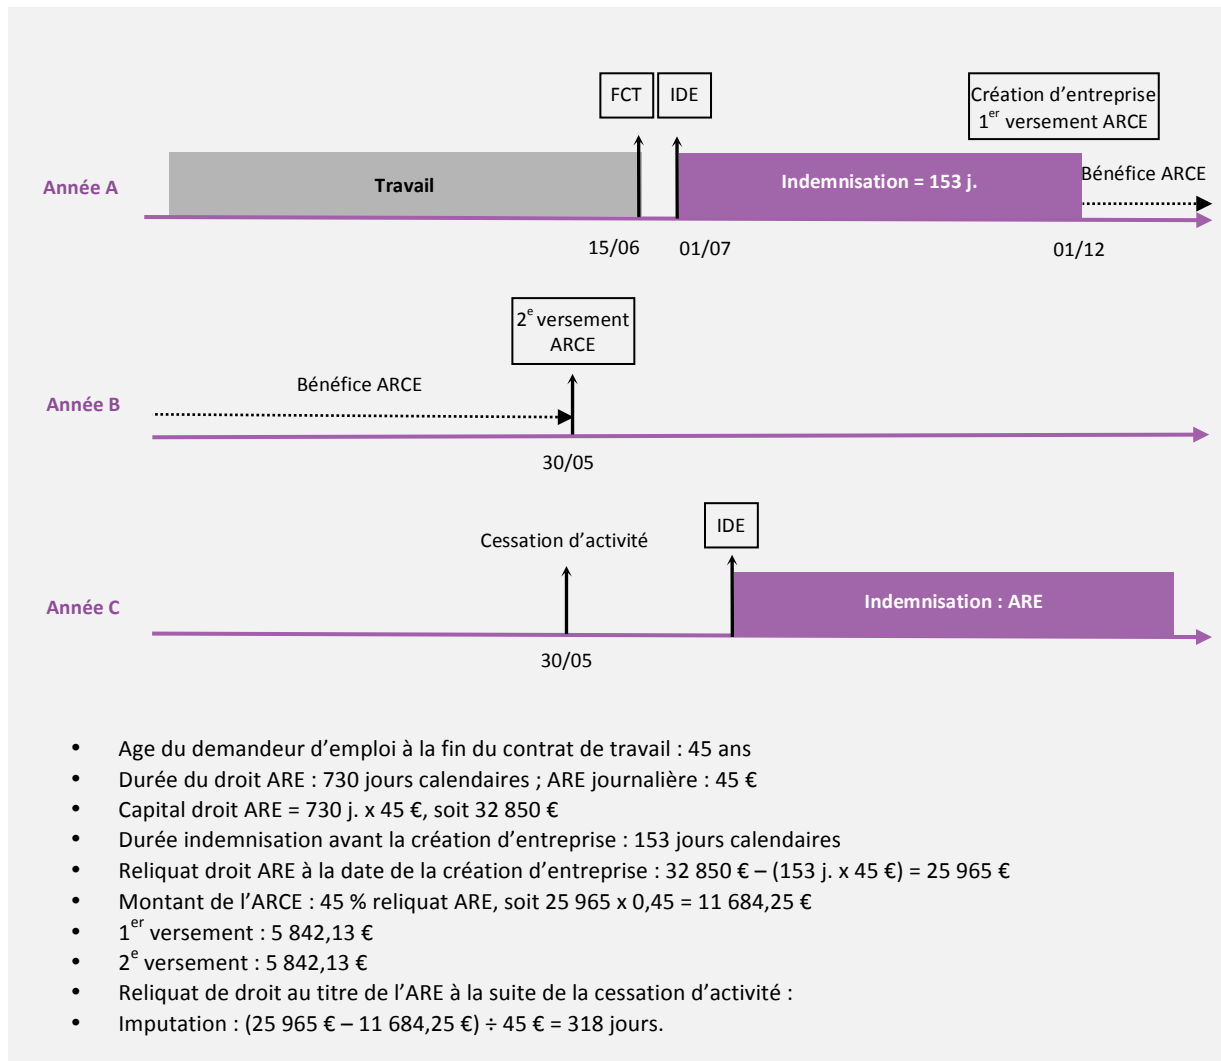 FCT IDE Création d’entreprise
1er versement ARCE
Année A Travail Indemnisation = 153 j. Bénéfice ARCE
15/06 01/07 01/12
2e versement
ARCE
Bénéfice ARCE
Année B
30/05
IDE
Cessation d’activité
Année C Indemnisation : ARE
30/05
• Age du demandeur d’emploi à la fin du contrat de travail : 45 ans
• Durée du droit ARE : 730 jours calendaires ; ARE journalière : 45 €
• Capital droit ARE = 730 j. x 45 €, soit 32 850 €
• Durée indemnisation avant la création d’entreprise : 153 jours calendaires
• Reliquat droit ARE à la date de la création d’entreprise : 32 850 € – (153 j. x 45 €) = 25 965 €
• Montant de l’ARCE : 45 % reliquat ARE, soit 25 965 x 0,45 = 11 684,25 €
• 1er versement : 5 842,13 €
• 2e versement : 5 842,13 €
• Reliquat de droit au titre de l’ARE à la suite de la cessation d’activité :
• Imputation : (25 965 € – 11 684,25 €) ÷ 45 € = 318 jours.